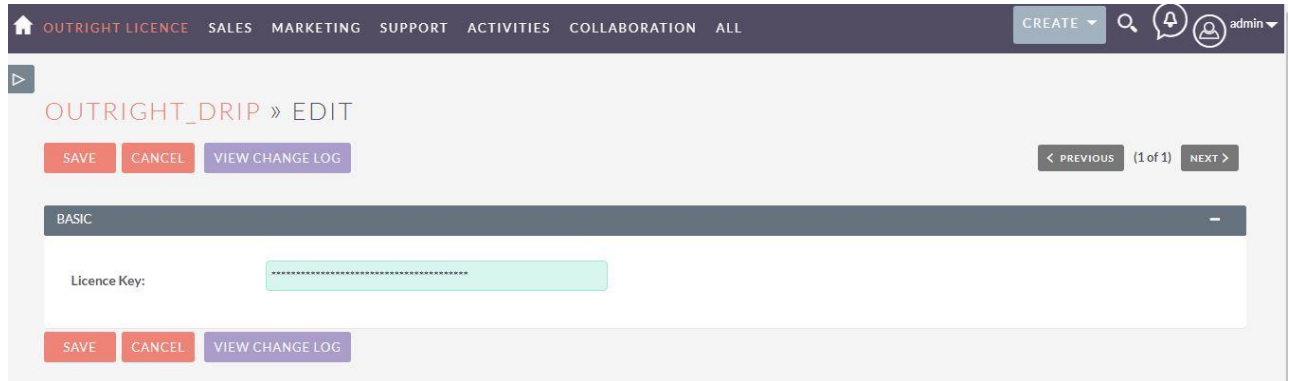 OUTRIGHT LICENCE SALES MARKETING SUPPORT ACTIVITIES COLLABORATION ALL CREATE admin
OUTRIGHT_DRIP » EDIT
SAVE CANCEL VIEW CHANGE LOG < PREVIOUS (1 of 1) NEXT >
BASIC −
Licence Key: ****************************************
SAVE CANCEL VIEW CHANGE LOG